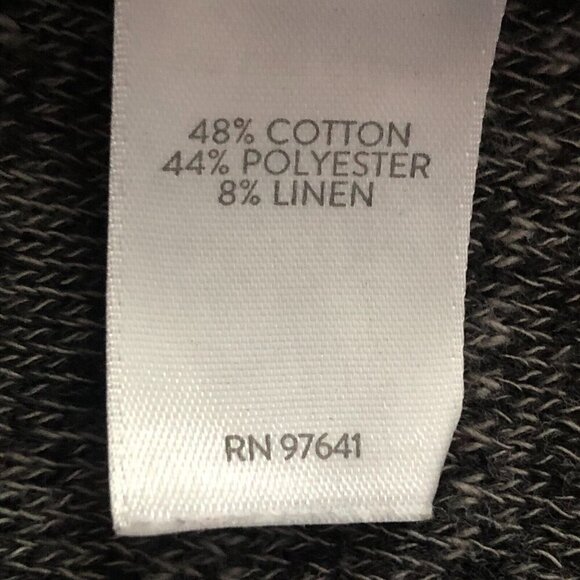 48% COTTON
44% POLYESTER
8% LINEN
RN 97641